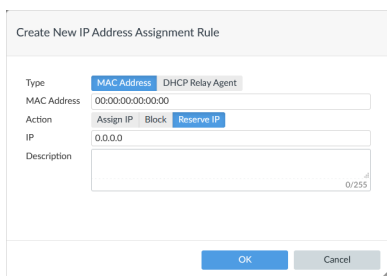 Create New IP Address Assignment Rule
Type MAC Address DHCP Relay Agent
MAC Address 00:00:00:00:00:00
Action Assign IP Block Reserve IP
IP 0.0.0.0
Description
0/255
OK Cancel